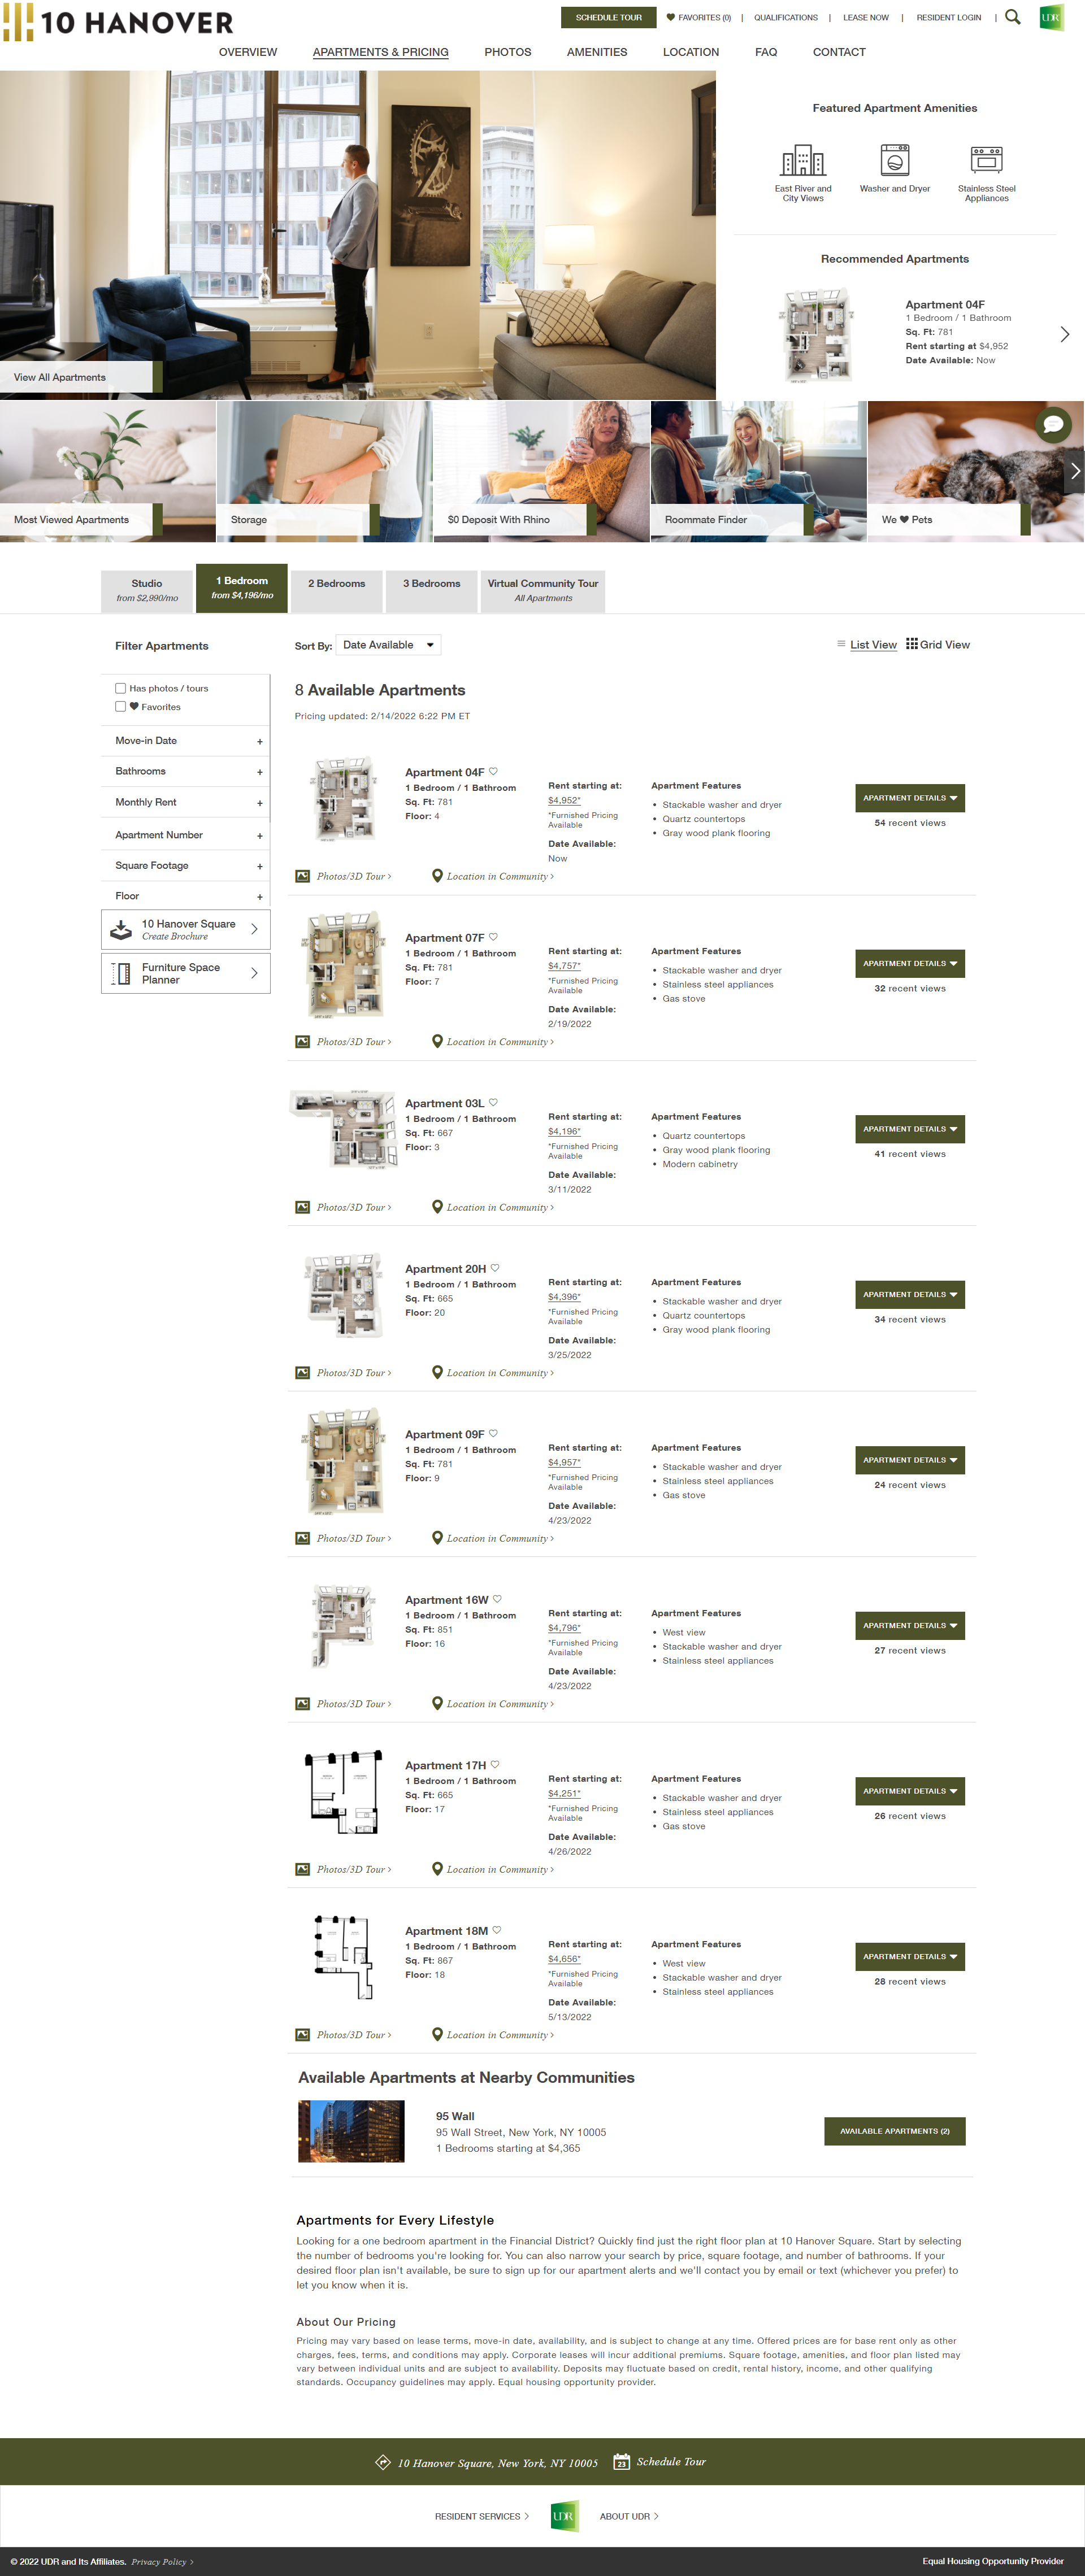 10 HANOVER
SCHEDULE TOUR
FAVORITES (0) | QUALIFICATIONS | LEASE NOW | RESIDENT LOGIN |
UDR
OVERVIEW APARTMENTS & PRICING PHOTOS AMENITIES LOCATION FAQ CONTACT
View All Apartments
Featured Apartment Amenities
East River and
City Views
Washer and Dryer
Stainless Steel
Appliances
Recommended Apartments
Apartment 04F
1 Bedroom / 1 Bathroom
Sq. Ft: 781
Rent starting at $4,952
Date Available: Now
Most Viewed Apartments
Storage
$0 Deposit With Rhino
Roommate Finder
We ♥ Pets
Studio
from $2,990/mo
1 Bedroom
from $4,196/mo
2 Bedrooms
3 Bedrooms
Virtual Community Tour
All Apartments
Filter Apartments
Has photos / tours
♥ Favorites
Move-in Date +
Bathrooms +
Monthly Rent +
Apartment Number +
Square Footage +
Floor +
10 Hanover Square
Create Brochure
Furniture Space
Planner
Sort By: Date Available
List View Grid View
8 Available Apartments
Pricing updated: 2/14/2022 6:22 PM ET
Apartment 04F
1 Bedroom / 1 Bathroom
Sq. Ft: 781
Floor: 4
Rent starting at:
$4,952*
*Furnished Pricing
Available
Date Available:
Now
Apartment Features
• Stackable washer and dryer
• Quartz countertops
• Gray wood plank flooring
APARTMENT DETAILS
54 recent views
Photos/3D Tour >
Location in Community >
Apartment 07F
1 Bedroom / 1 Bathroom
Sq. Ft: 781
Floor: 7
Rent starting at:
$4,757*
*Furnished Pricing
Available
Date Available:
2/19/2022
Apartment Features
• Stackable washer and dryer
• Stainless steel appliances
• Gas stove
APARTMENT DETAILS
32 recent views
Photos/3D Tour >
Location in Community >
Apartment 03L
1 Bedroom / 1 Bathroom
Sq. Ft: 667
Floor: 3
Rent starting at:
$4,196*
*Furnished Pricing
Available
Date Available:
3/11/2022
Apartment Features
• Quartz countertops
• Gray wood plank flooring
• Modern cabinetry
APARTMENT DETAILS
41 recent views
Photos/3D Tour >
Location in Community >
Apartment 20H
1 Bedroom / 1 Bathroom
Sq. Ft: 665
Floor: 20
Rent starting at:
$4,396*
*Furnished Pricing
Available
Date Available:
3/25/2022
Apartment Features
• Stackable washer and dryer
• Quartz countertops
• Gray wood plank flooring
APARTMENT DETAILS
34 recent views
Photos/3D Tour >
Location in Community >
Apartment 09F
1 Bedroom / 1 Bathroom
Sq. Ft: 781
Floor: 9
Rent starting at:
$4,957*
*Furnished Pricing
Available
Date Available:
4/23/2022
Apartment Features
• Stackable washer and dryer
• Stainless steel appliances
• Gas stove
APARTMENT DETAILS
24 recent views
Photos/3D Tour >
Location in Community >
Apartment 16W
1 Bedroom / 1 Bathroom
Sq. Ft: 851
Floor: 16
Rent starting at:
$4,796*
*Furnished Pricing
Available
Date Available:
4/23/2022
Apartment Features
• West view
• Stackable washer and dryer
• Stainless steel appliances
APARTMENT DETAILS
27 recent views
Photos/3D Tour >
Location in Community >
Apartment 17H
1 Bedroom / 1 Bathroom
Sq. Ft: 665
Floor: 17
Rent starting at:
$4,251*
*Furnished Pricing
Available
Date Available:
4/26/2022
Apartment Features
• Stackable washer and dryer
• Stainless steel appliances
• Gas stove
APARTMENT DETAILS
26 recent views
Photos/3D Tour >
Location in Community >
Apartment 18M
1 Bedroom / 1 Bathroom
Sq. Ft: 867
Floor: 18
Rent starting at:
$4,656*
*Furnished Pricing
Available
Date Available:
5/13/2022
Apartment Features
• West view
• Stackable washer and dryer
• Stainless steel appliances
APARTMENT DETAILS
28 recent views
Photos/3D Tour >
Location in Community >
Available Apartments at Nearby Communities
95 Wall
95 Wall Street, New York, NY 10005
1 Bedrooms starting at $4,365
AVAILABLE APARTMENTS (2)
Apartments for Every Lifestyle
Looking for a one bedroom apartment in the Financial District? Quickly find just the right floor plan at 10 Hanover Square. Start by selecting
the number of bedrooms you're looking for. You can also narrow your search by price, square footage, and number of bathrooms. If your
desired floor plan isn't available, be sure to sign up for our apartment alerts and we'll contact you by email or text (whichever you prefer) to
let you know when it is.
About Our Pricing
Pricing may vary based on lease terms, move-in date, availability, and is subject to change at any time. Offered prices are for base rent only as other
charges, fees, terms, and conditions may apply. Corporate leases will incur additional premiums. Square footage, amenities, and floor plan listed may
vary between individual units and are subject to availability. Deposits may fluctuate based on credit, rental history, income, and other qualifying
standards. Occupancy guidelines may apply. Equal housing opportunity provider.
10 Hanover Square, New York, NY 10005
23
Schedule Tour
RESIDENT SERVICES >
UDR
ABOUT UDR >
© 2022 UDR and Its Affiliates. Privacy Policy >
Equal Housing Opportunity Provider